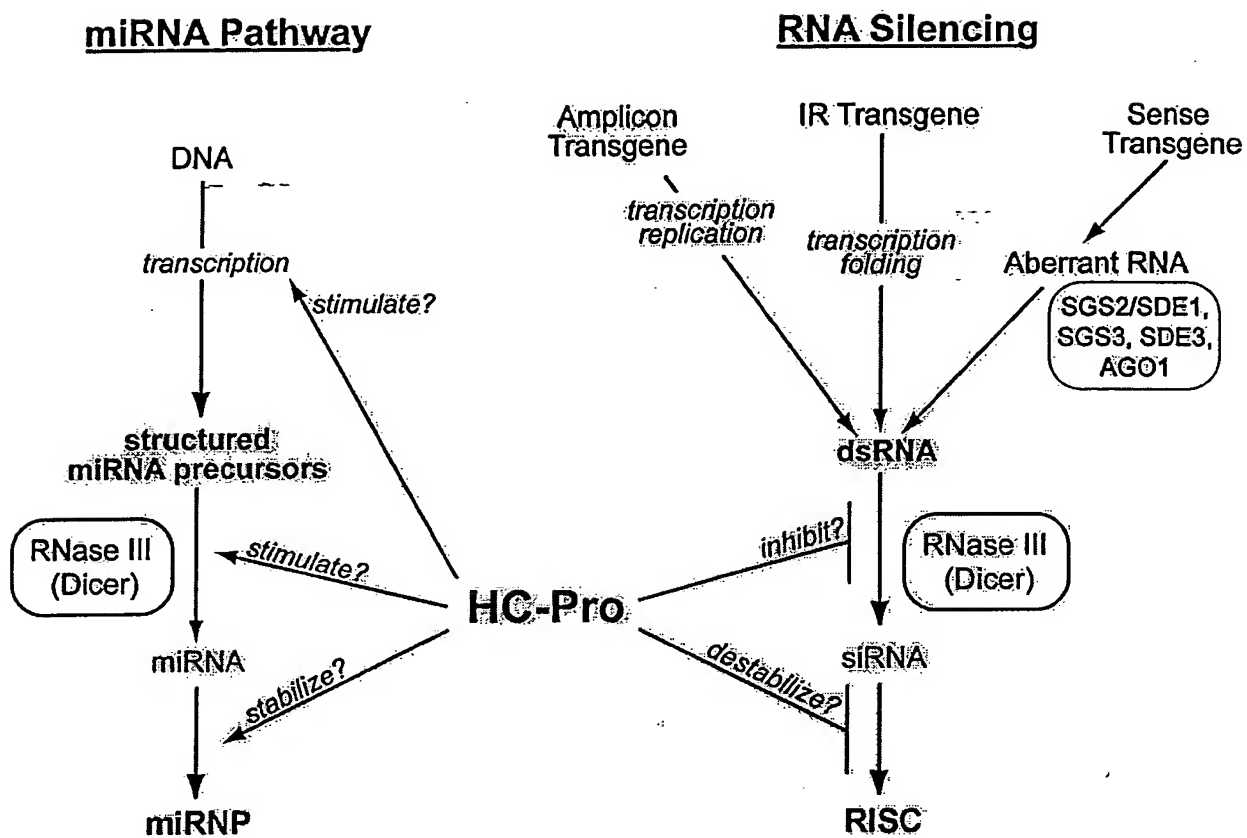 miRNA Pathway
DNA
transcription
stimulate?
structured
miRNA precursors
RNase III
(Dicer)
stimulate?
miRNA
stabilize?
miRNP
HC-Pro
RNA Silencing
Amplicon
Transgene
IR Transgene
Sense
Transgene
transcription
replication
transcription
folding
Aberrant RNA
SGS2/SDE1,
SGS3, SDE3,
AGO1
dsRNA
inhibit?
RNase III
(Dicer)
siRNA
destabilize?
RISC